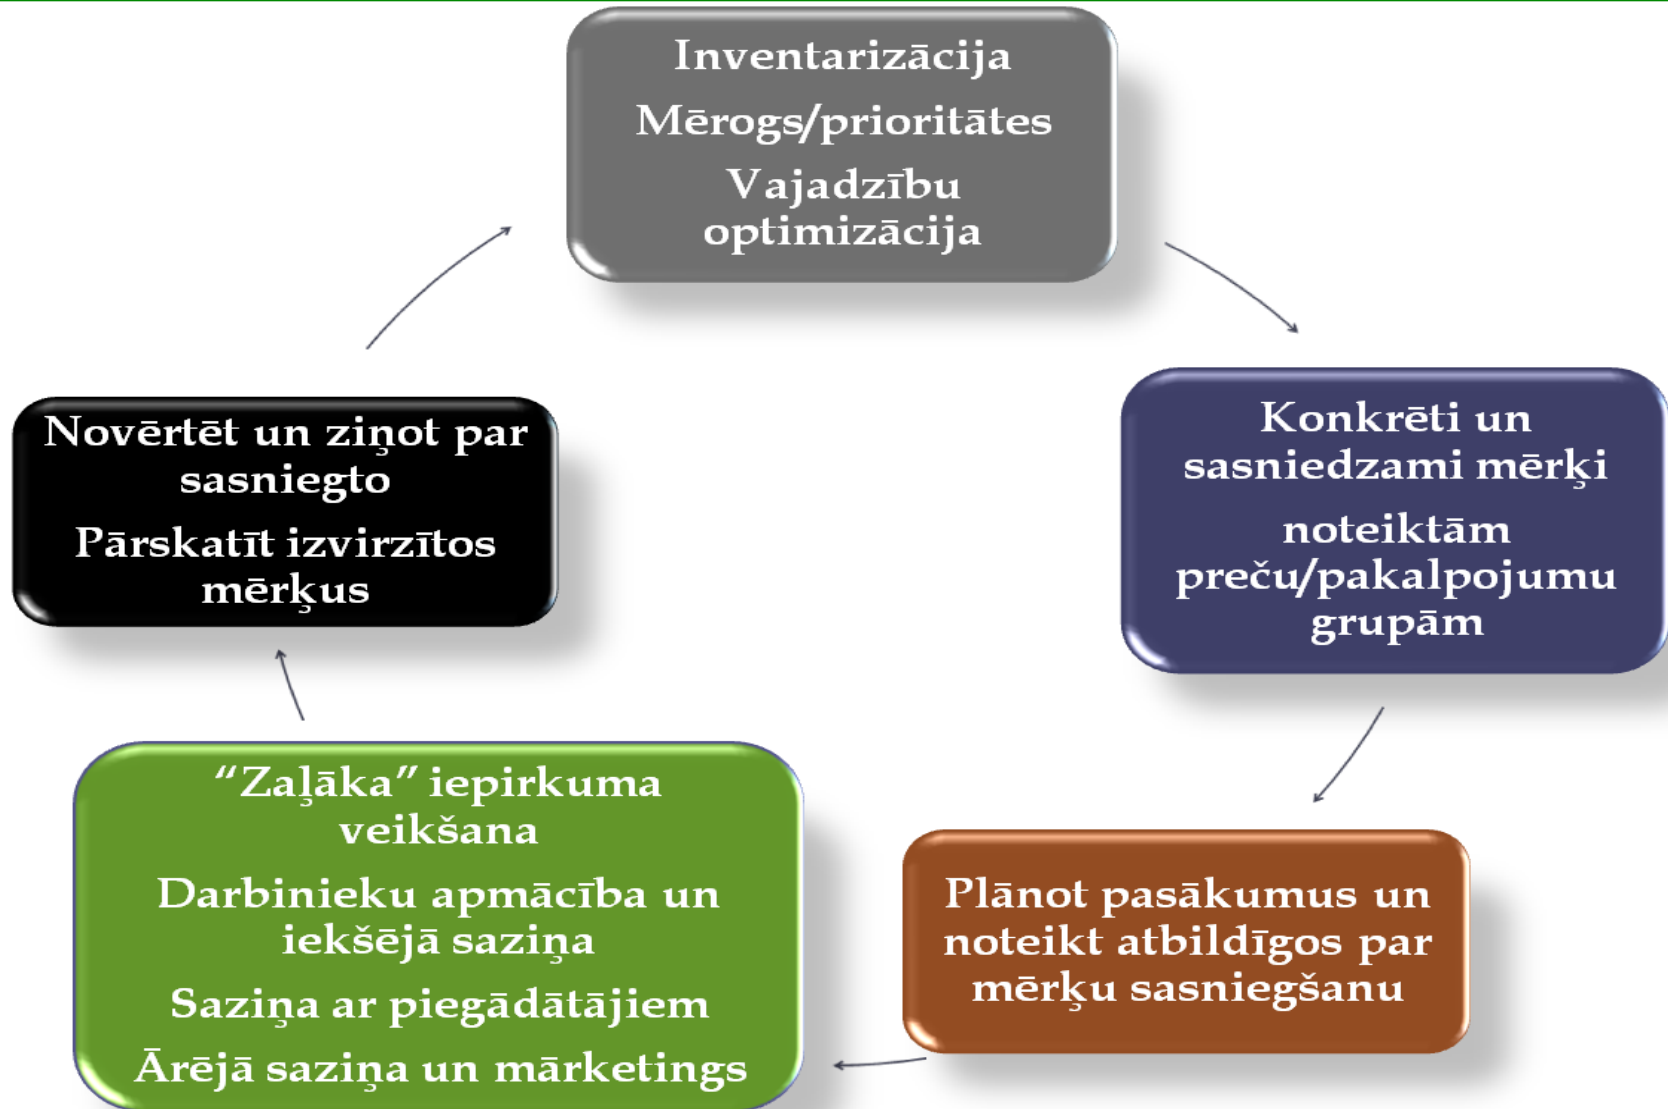 Inventarizācija
Mērogs/prioritātes
Vajadzību
optimizācija
Konkrēti un
sasniedzami mērķi
noteiktām
preču/pakalpojumu
grupām
Plānot pasākumus un
noteikt atbildīgos par
mērķu sasniegšanu
“Zaļāka” iepirkuma
veikšana
Darbinieku apmācība un
iekšējā saziņa
Saziņa ar piegādātājiem
Ārējā saziņa un mārketings
Novērtēt un ziņot par
sasniegto
Pārskatīt izvirzītos
mērķus